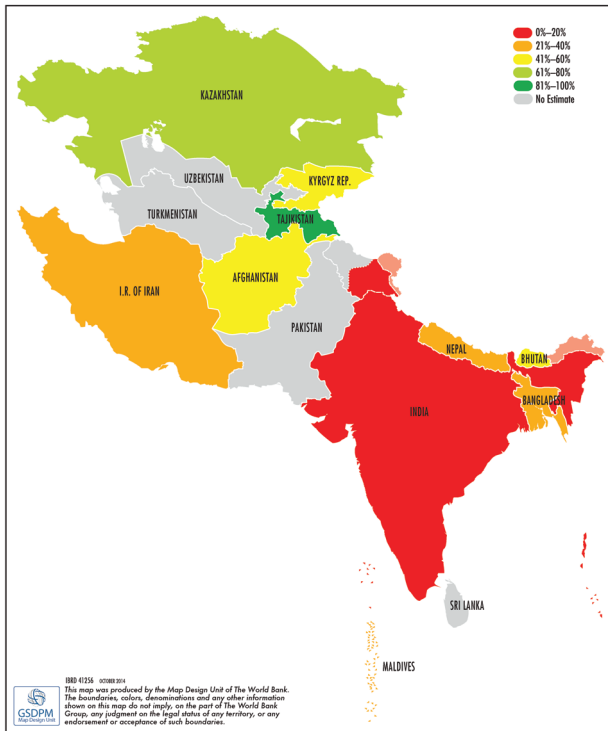 0%–20%
21%–40%
41%–60%
61%–80%
81%–100%
No Estimate
KAZAKHSTAN
UZBEKISTAN
KYRGYZ REP.
TURKMENISTAN
TAJIKISTAN
I.R. OF IRAN
AFGHANISTAN
PAKISTAN
NEPAL
BHUTAN
BANGLADESH
INDIA
SRI LANKA
MALDIVES
IBRD 41256 OCTOBER 2014
This map was produced by the Map Design Unit of The World Bank.
The boundaries, colors, denominations and any other information
shown on this map do not imply, on the part of The World Bank
Group, any judgment on the legal status of any territory, or any
endorsement or acceptance of such boundaries.
GSDPM
Map Design Unit